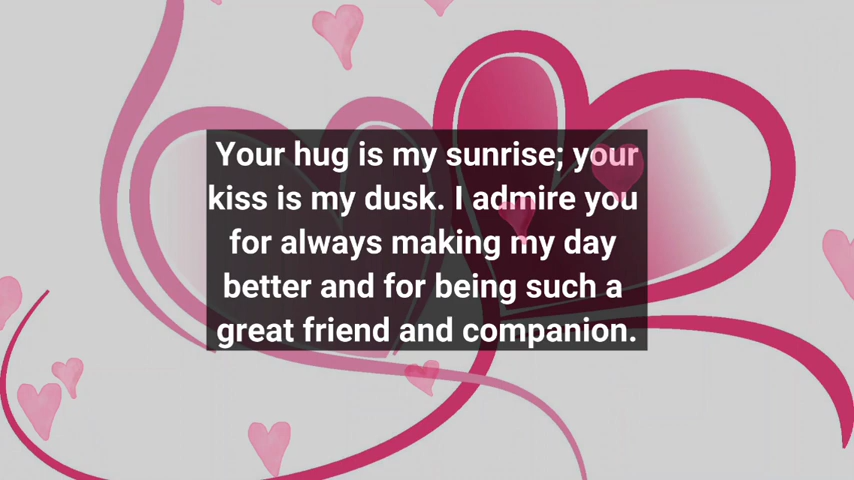 Your hug is my sunrise; your
kiss is my dusk. I admire you
for always making my day
better and for being such a
great friend and companion.